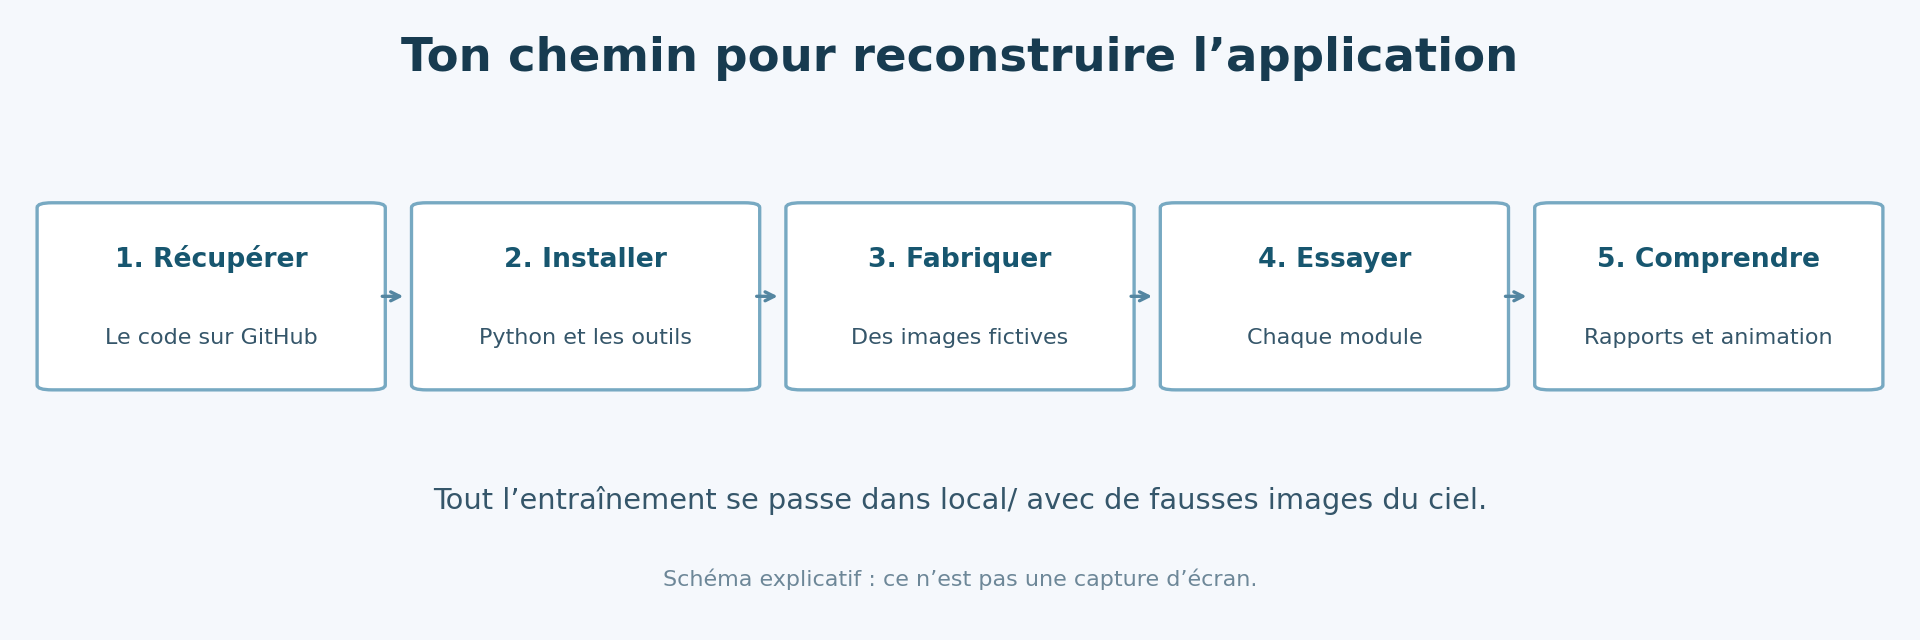 Ton chemin pour reconstruire l’application
1. Récupérer
Le code sur GitHub
2. Installer
Python et les outils
3. Fabriquer
Des images fictives
4. Essayer
Chaque module
5. Comprendre
Rapports et animation
Tout l’entraînement se passe dans local/ avec de fausses images du ciel.
Schéma explicatif : ce n’est pas une capture d’écran.